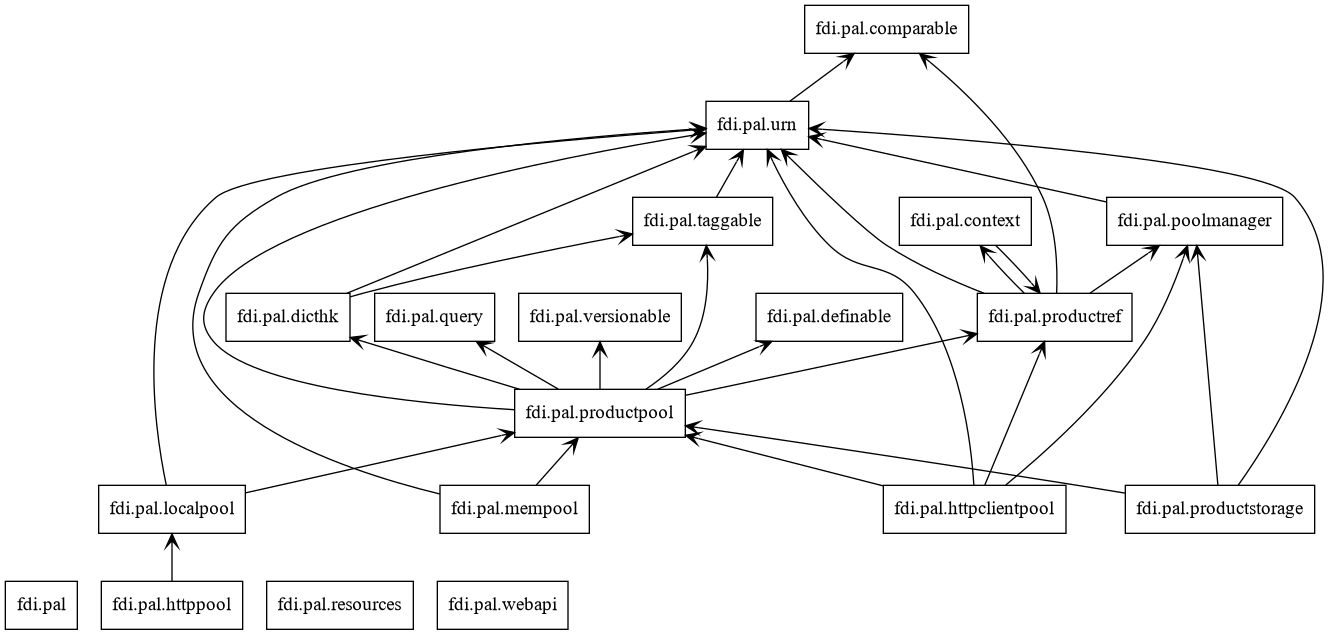 fdi.pal.comparable
fdi.pal.urn
fdi.pal.taggable
fdi.pal.context
fdi.pal.poolmanager
fdi.pal.dicthk
fdi.pal.query
fdi.pal.versionable
fdi.pal.definable
fdi.pal.productref
fdi.pal.productpool
fdi.pal.localpool
fdi.pal.mempool
fdi.pal.httpclientpool
fdi.pal.productstorage
fdi.pal
fdi.pal.httppool
fdi.pal.resources
fdi.pal.webapi